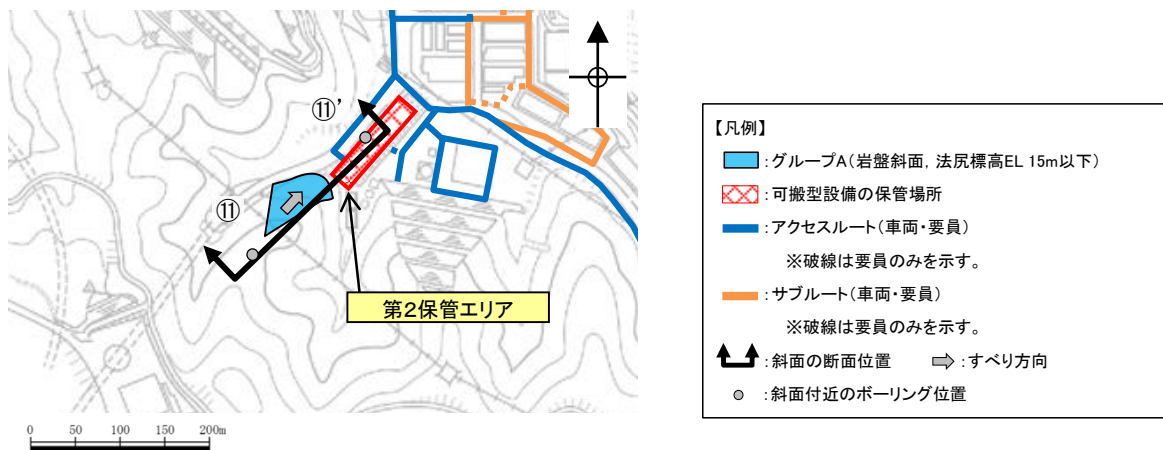 ⑪’
⑪
第2保管エリア
0 50 100 150 200m
【凡例】
:グループA(岩盤斜面, 法尻標高EL 15m以下)
:可搬型設備の保管場所
:アクセスルート(車両・要員)
※破線は要員のみを示す。
:サブルート(車両・要員)
※破線は要員のみを示す。
:斜面の断面位置 :すべり方向
:斜面付近のボーリング位置